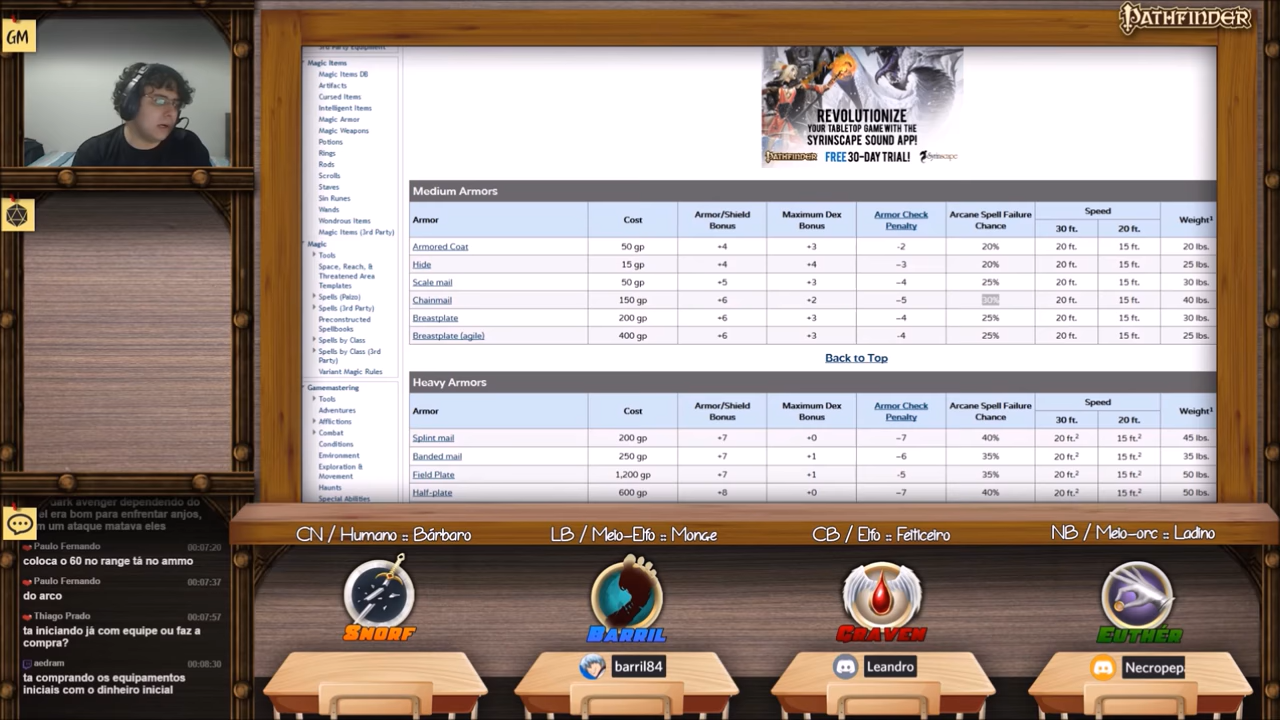 GM
PATHFINDER
3rd Party Equipment
Magic Items
Magic Items DB
Artifacts
Cursed Items
Intelligent Items
Magic Armor
Magic Weapons
Potions
Rings
Rods
Scrolls
Staves
Sin Runes
Wands
Wondrous Items
Magic Items (3rd Party)
Magic
Tools
Space, Reach, &
Threatened Area
Templates
Spells (Paizo)
Spells (3rd Party)
Preconstructed
Spellbooks
Spells by Class
Spells by Class (3rd
Party)
Variant Magic Rules
Gamemastering
Tools
Adventures
Afflictions
Combat
Conditions
Environment
Exploration &
Movement
Haunts
Special Abilities
REVOLUTIONIZE
YOUR TABLETOP GAME WITH THE
SYRINSCAPE SOUND APP!
PATHFINDER FREE 30-DAY TRIAL! Syrinscape
Medium Armors
Armor Cost Armor/Shield Bonus Maximum Dex Bonus Armor Check Penalty Arcane Spell Failure Chance Speed 30 ft. 20 ft. Weight¹
Armored Coat 50 gp +4 +3 -2 20% 20 ft. 15 ft. 20 lbs.
Hide 15 gp +4 +4 −3 20% 20 ft. 15 ft. 25 lbs.
Scale mail 50 gp +5 +3 −4 25% 20 ft. 15 ft. 30 lbs.
Chainmail 150 gp +6 +2 −5 30% 20 ft. 15 ft. 40 lbs.
Breastplate 200 gp +6 +3 −4 25% 20 ft. 15 ft. 30 lbs.
Breastplate (agile) 400 gp +6 +3 -4 25% 20 ft. 15 ft. 25 lbs.
Back to Top
Heavy Armors
Armor Cost Armor/Shield Bonus Maximum Dex Bonus Armor Check Penalty Arcane Spell Failure Chance Speed 30 ft. 20 ft. Weight¹
Splint mail 200 gp +7 +0 −7 40% 20 ft.² 15 ft.² 45 lbs.
Banded mail 250 gp +7 +1 −6 35% 20 ft.² 15 ft.² 35 lbs.
Field Plate 1,200 gp +7 +1 -5 35% 20 ft.² 15 ft.² 50 lbs.
Half-plate 600 gp +8 +0 −7 40% 20 ft.² 15 ft.² 50 lbs.
dark avenger dependendo do
el era bom para enfrentar anjos,
m um ataque matava eles
Paulo Fernando 00:07:20
coloca o 60 no range tá no ammo
Paulo Fernando 00:07:37
do arco
Thiago Prado 00:07:57
ta iniciando já com equipe ou faz a
compra?
aedram 00:08:30
ta comprando os equipamentos
iniciais com o dinheiro inicial
CN / Humano :: Bárbaro
LB / Meio-Elfo :: Monge
CB / Elfo :: Feiticeiro
NB / Meio-orc :: Ladino
SNORF
BARRIL
GRAVEN
EUTHÉR
barril84
Leandro
Necropepa